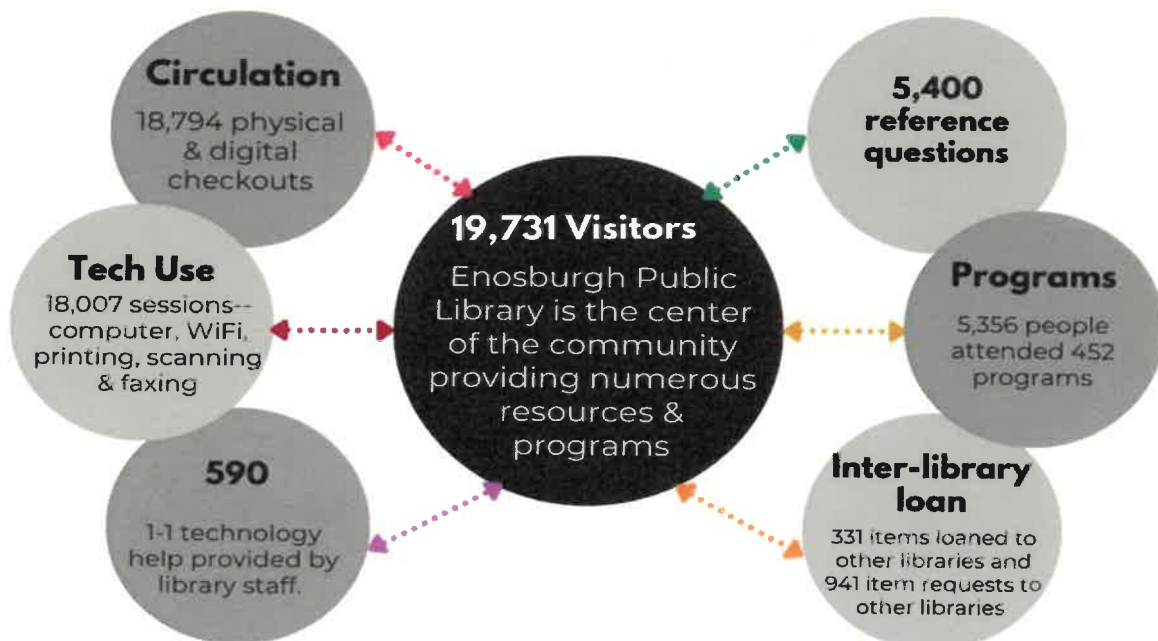 Circulation
18,794 physical
& digital
checkouts
Tech Use
18,007 sessions--
computer, WiFi,
printing, scanning
& faxing
590
1-1 technology
help provided by
library staff.
19,731 Visitors
Enosburgh Public
Library is the center
of the community
providing numerous
resources &
programs
5,400
reference
questions
Programs
5,356 people
attended 452
programs
Inter-library
loan
331 items loaned to
other libraries and
941 item requests to
other libraries